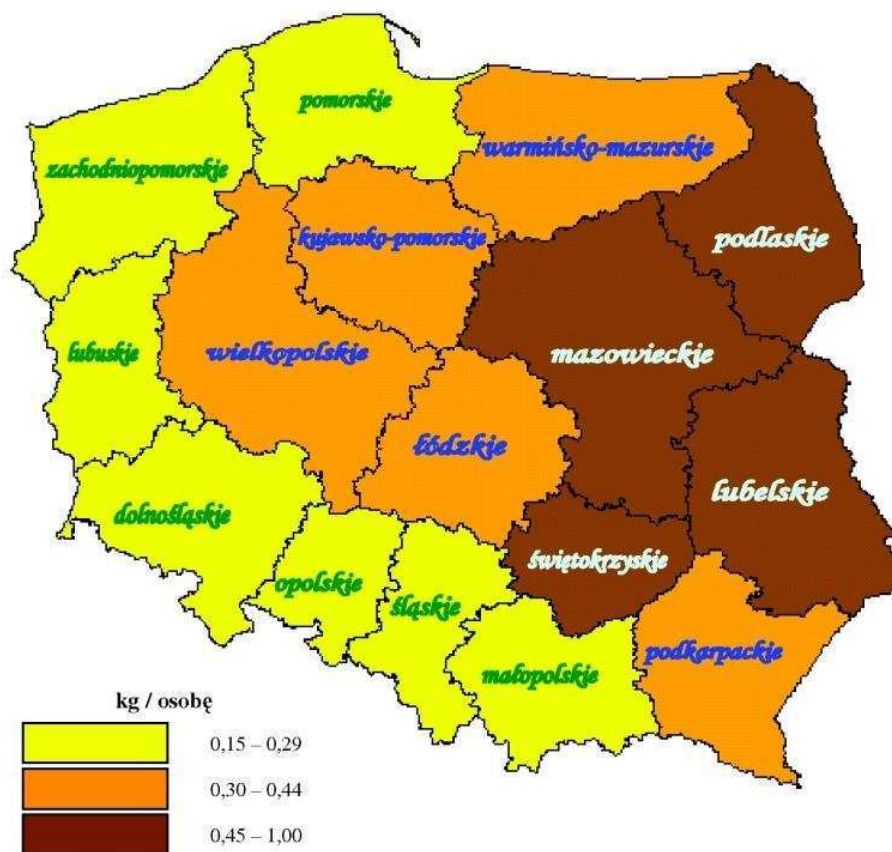 pomorskie
warmińsko-mazurskie
zachodniopomorskie
kujawsko-pomorskie
podlaskie
lubuskie
wielkopolskie
mazowieckie
łódzkie
lubelskie
dolnośląskie
świętokrzyskie
opolskie
śląskie
małopolskie
podkarpackie
kg / osobę
0,15 – 0,29
0,30 – 0,44
0,45 – 1,00